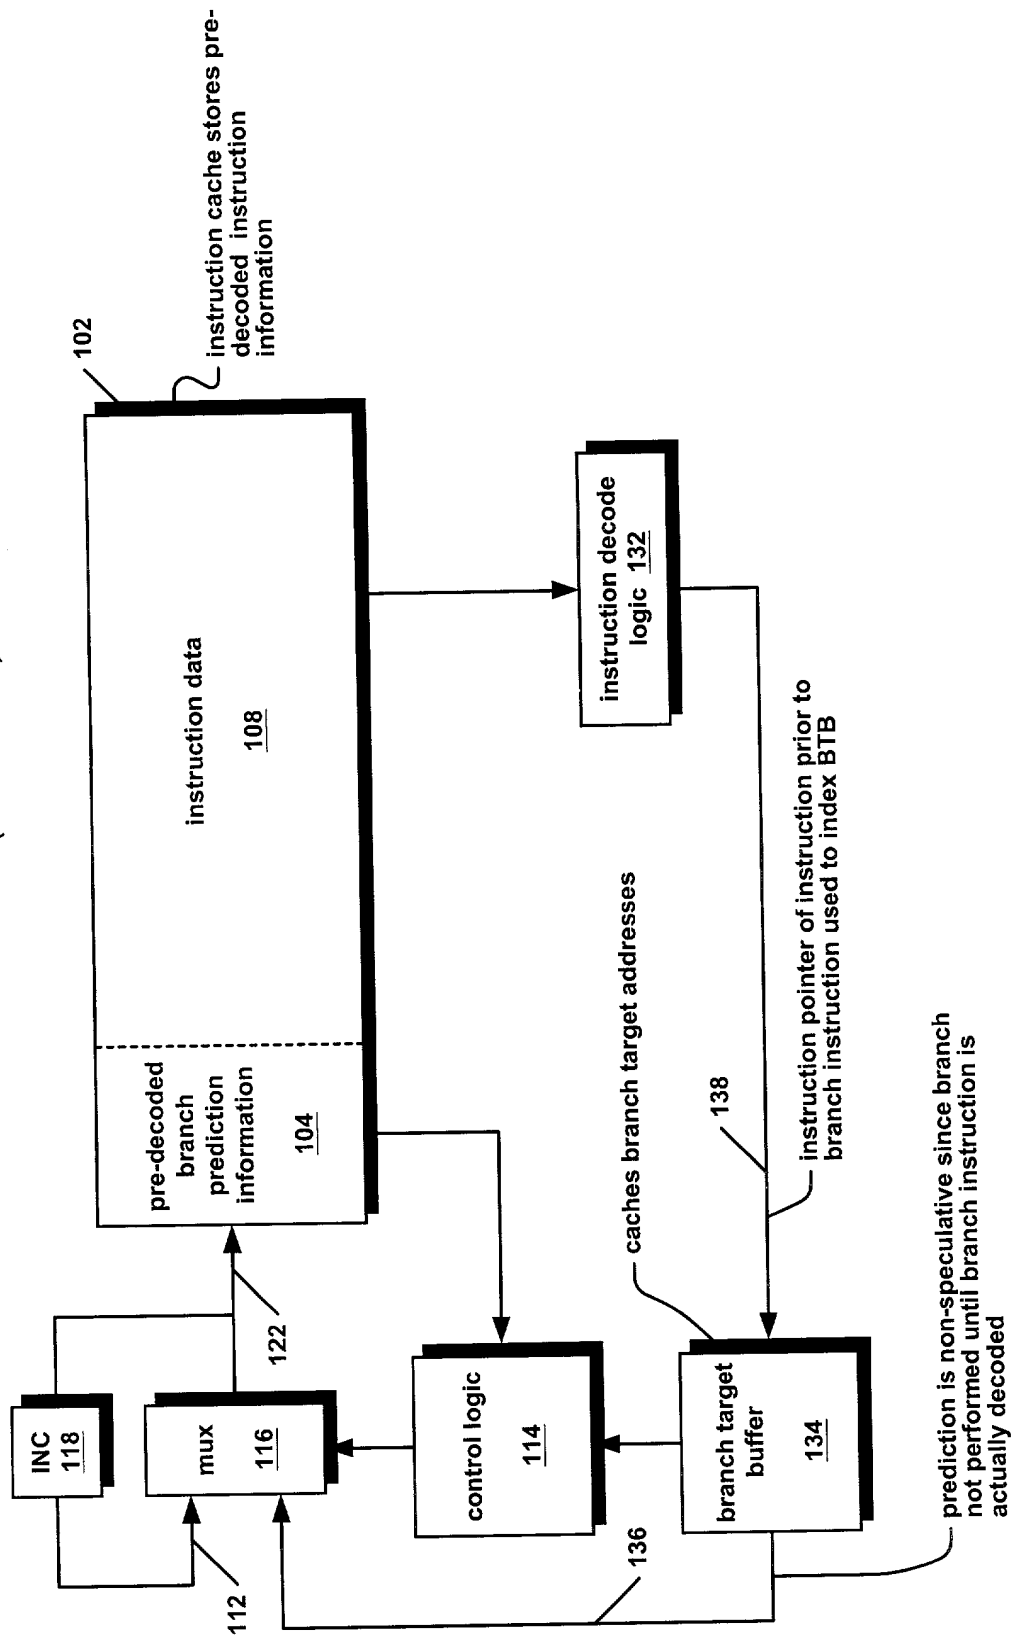 102
instruction cache stores pre-
decoded instruction
information
pre-decoded
branch
prediction
information
104
instruction data
108
INC
118
mux
116
112
122
control logic
114
instruction decode
logic 132
branch target
buffer
134
136
138
caches branch target addresses
instruction pointer of instruction prior to
branch instruction used to index BTB
prediction is non-speculative since branch
not performed until branch instruction is
actually decoded